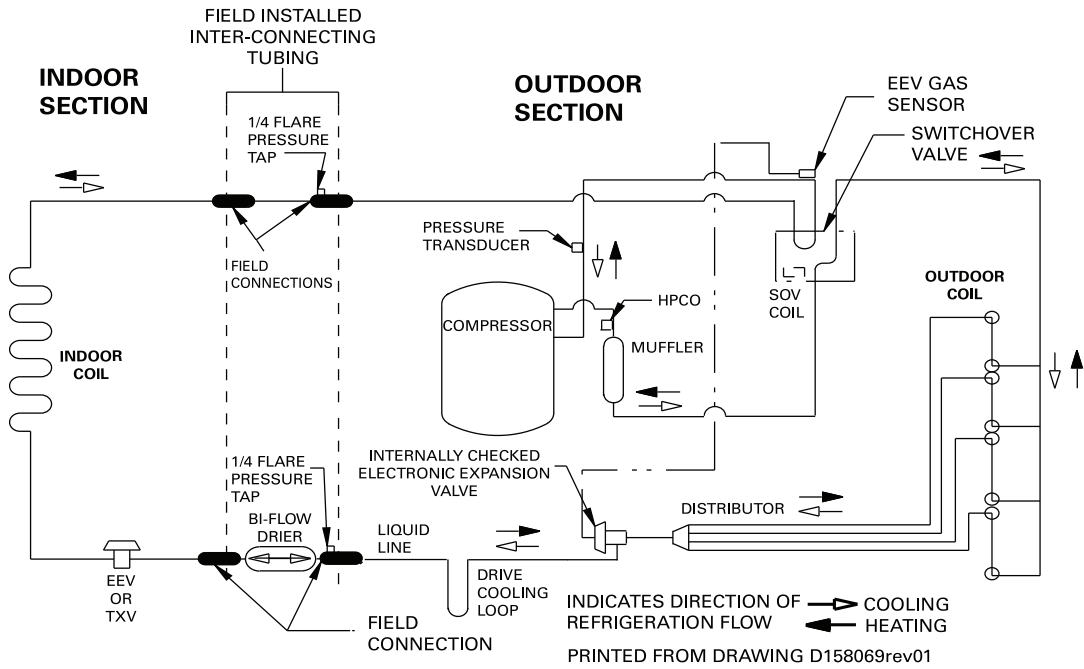 FIELD INSTALLED
INTER-CONNECTING
TUBING
INDOOR
SECTION
OUTDOOR
SECTION
EEV GAS
SENSOR
SWITCHOVER
VALVE
1/4 FLARE
PRESSURE
TAP
PRESSURE
TRANSDUCER
FIELD
CONNECTIONS
SOV
COIL
OUTDOOR
COIL
HPCO
COMPRESSOR
MUFFLER
INDOOR
COIL
INTERNALLY CHECKED
ELECTRONIC EXPANSION
VALVE
1/4 FLARE
PRESSURE
TAP
BI-FLOW
DRIER
LIQUID
LINE
DISTRIBUTOR
EEV
OR
TXV
DRIVE
COOLING
LOOP
FIELD
CONNECTION
INDICATES DIRECTION OF
REFRIGERATION FLOW
COOLING
HEATING
PRINTED FROM DRAWING D158069rev01